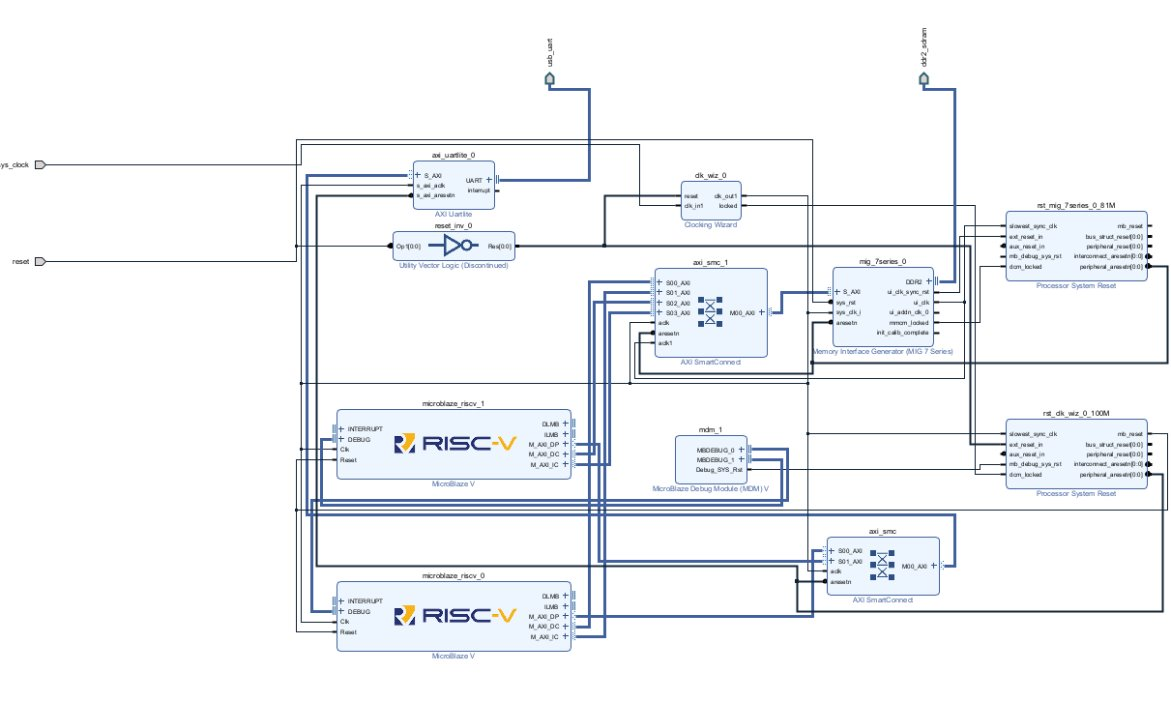 usb_uart
ddr2_sdram
sys_clock
reset
axi_uartlite_0
S_AXI
s_axi_aclk
s_axi_aresetn
UART
interrupt
AXI Uartlite
reset_inv_0
Op1[0:0]
Res[0:0]
Utility Vector Logic (Discontinued)
clk_wiz_0
reset
clk_in1
clk_out1
locked
Clocking Wizard
axi_smc_1
S00_AXI
S01_AXI
S02_AXI
S03_AXI
aclk
aresetn
aclk1
M00_AXI
AXI SmartConnect
mig_7series_0
S_AXI
sys_rst
sys_clk_i
aresetn
DDR2
ui_clk_sync_rst
ui_clk
ui_addn_clk_0
mmcm_locked
init_calib_complete
Memory Interface Generator (MIG 7 Series)
rst_mig_7series_0_81M
slowest_sync_clk
ext_reset_in
aux_reset_in
mb_debug_sys_rst
dcm_locked
mb_reset
bus_struct_reset[0:0]
peripheral_reset[0:0]
interconnect_aresetn[0:0]
peripheral_aresetn[0:0]
Processor System Reset
microblaze_riscv_1
INTERRUPT
DEBUG
Clk
Reset
RISC-V
DLMB
ILMB
M_AXI_DP
M_AXI_DC
M_AXI_IC
MicroBlaze V
mdm_1
MBDEBUG_0
MBDEBUG_1
Debug_SYS_Rst
MicroBlaze Debug Module (MDM) V
rst_clk_wiz_0_100M
slowest_sync_clk
ext_reset_in
aux_reset_in
mb_debug_sys_rst
dcm_locked
mb_reset
bus_struct_reset[0:0]
peripheral_reset[0:0]
interconnect_aresetn[0:0]
peripheral_aresetn[0:0]
Processor System Reset
axi_smc
S00_AXI
S01_AXI
aclk
aresetn
M00_AXI
AXI SmartConnect
microblaze_riscv_0
INTERRUPT
DEBUG
Clk
Reset
RISC-V
DLMB
ILMB
M_AXI_DP
M_AXI_DC
M_AXI_IC
MicroBlaze V